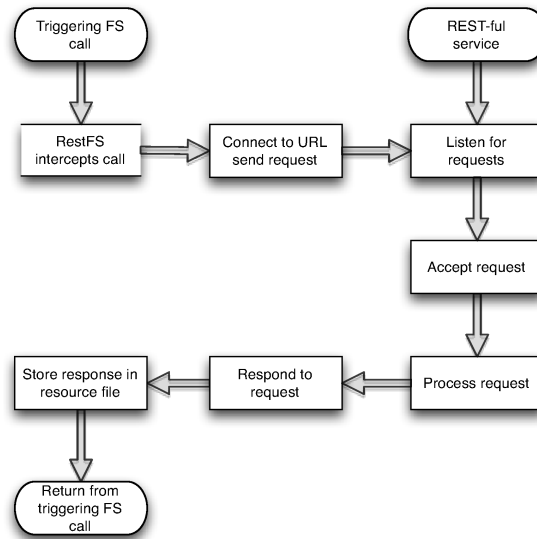 Triggering FS
call
REST-ful
service
RestFS
intercepts call
Connect to URL
send request
Listen for
requests
Accept request
Store response in
resource file
Respond to
request
Process request
Return from
triggering FS
call